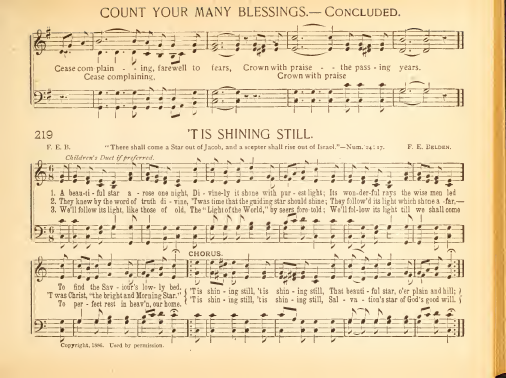 COUNT YOUR MANY BLESSINGS.—CONCLUDED.
Cease com plain - - ing, farewell to fears, Crown with praise - - the pass - ing years.
Cease complaining, Crown with praise
219 'TIS SHINING STILL.
F. E. B. "There shall come a Star out of Jacob, and a scepter shall rise out of Israel."—Num. 24: 17. F. E. BELDEN.
Children's Duet if preferred.
1. A beau-ti-ful star a - rose one night, Di - vine-ly it shine with pur - est light; Its won-der-ful rays the wise men led
2. They knew by the word of truth di - vine, 'Twas time that the guiding star should shine; They follow'd its light which shone a far,—
3. We'll follow its light, like those of old, The "Light of the World," by seers fore-told; We'll fol-low its light till we shall come
CHORUS.
To find the Sav - iour's low - ly bed.
'Twas Christ, "the bright and Morning Star." { 'Tis shin - ing still, 'tis shin - ing still, That beauti - ful star, o'er plain and hill; }
To per - fect rest in heav'n, our home. { 'Tis shin - ing still, 'tis shin - ing still, Sal - va - tion's star of God's good will. }
Copyright, 1886. Used by permission.